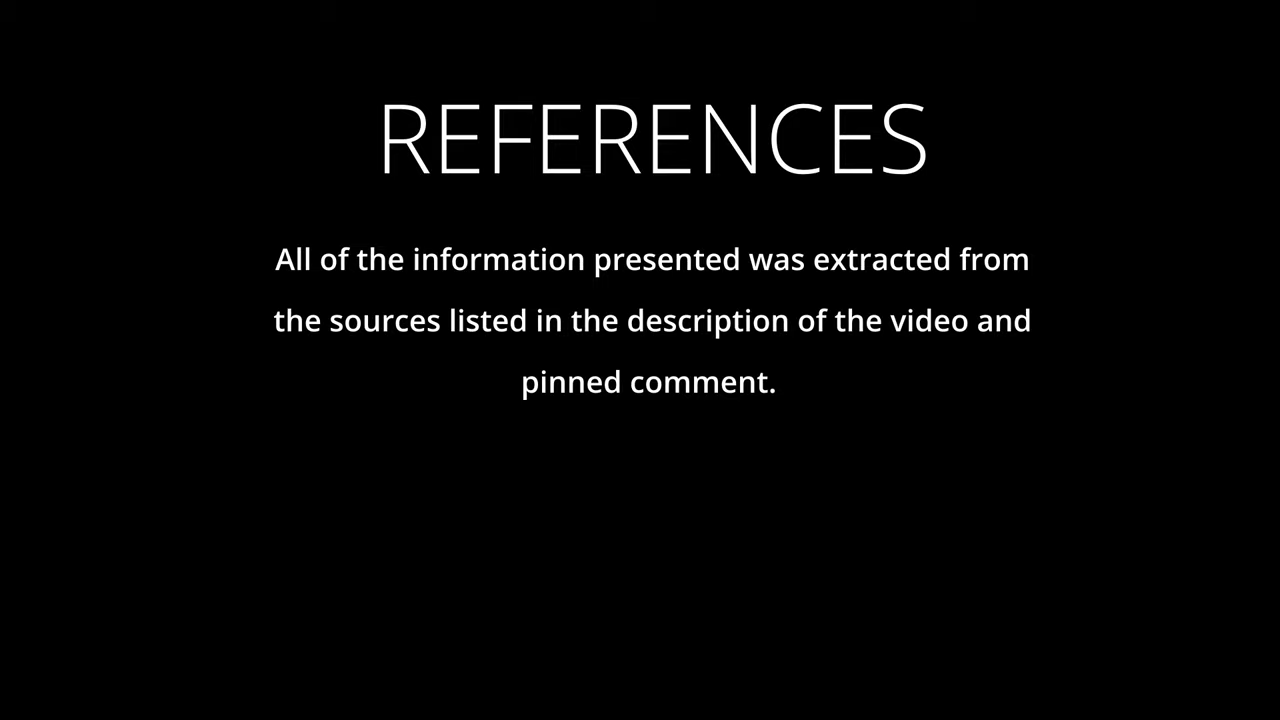 REFERENCES
All of the information presented was extracted from
the sources listed in the description of the video and
pinned comment.